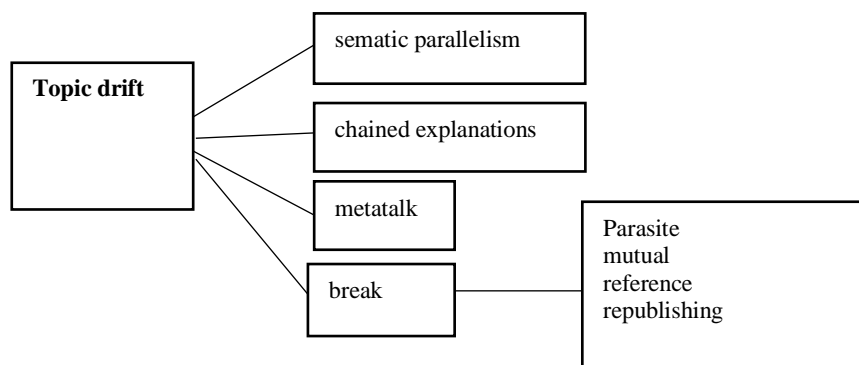 Topic drift
sematic parallelism
chained explanations
metatalk
break
Parasite
mutual
reference
republishing